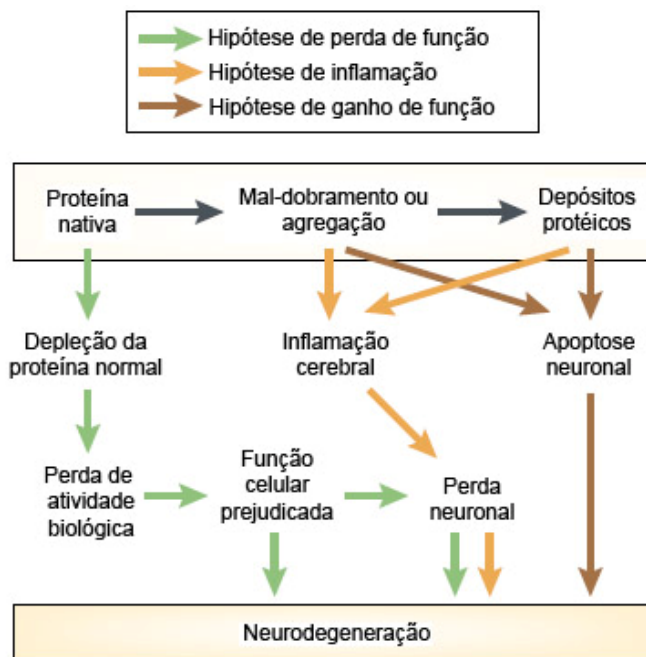 Hipótese de perda de função
Hipótese de inflamação
Hipótese de ganho de função
Proteína
nativa
Mal-dobramento ou
agregação
Depósitos
protéicos
Depleção da
proteína normal
Inflamação
cerebral
Apoptose
neuronal
Perda de
atividade
biológica
Função
celular
prejudicada
Perda
neuronal
Neurodegeneração